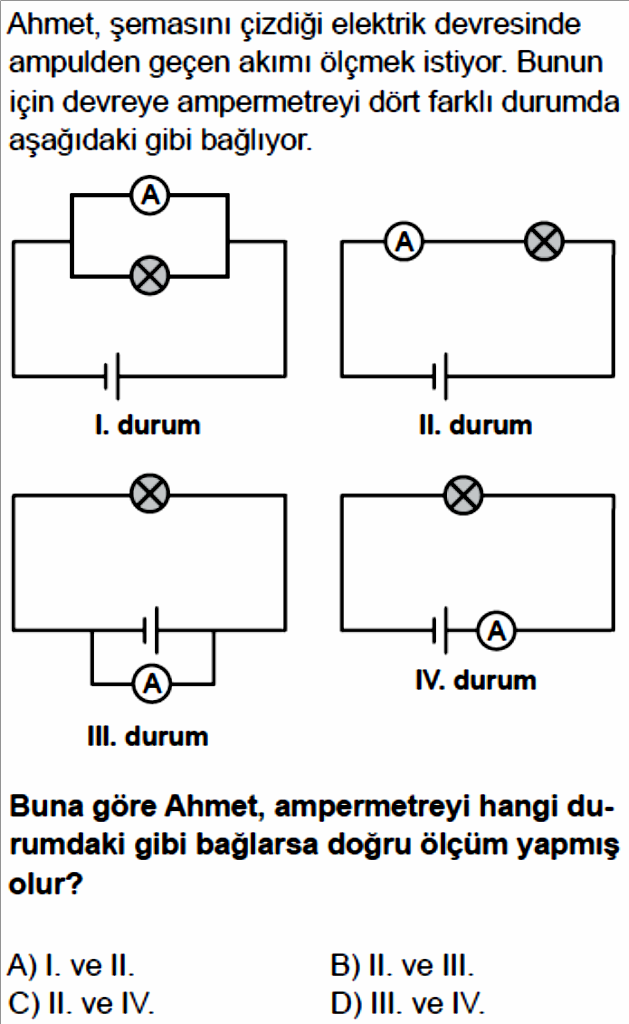 Ahmet, şemasını çizdiği elektrik devresinde
ampulden geçen akımı ölçmek istiyor. Bunun
için devreye ampermetreyi dört farklı durumda
aşağıdaki gibi bağlıyor.
A
A
I. durum
II. durum
A
A
IV. durum
III. durum
Buna göre Ahmet, ampermetreyi hangi du-
rumdaki gibi bağlarsa doğru ölçüm yapmış
olur?
A) I. ve II.
B) II. ve III.
C) II. ve IV.
D) III. ve IV.